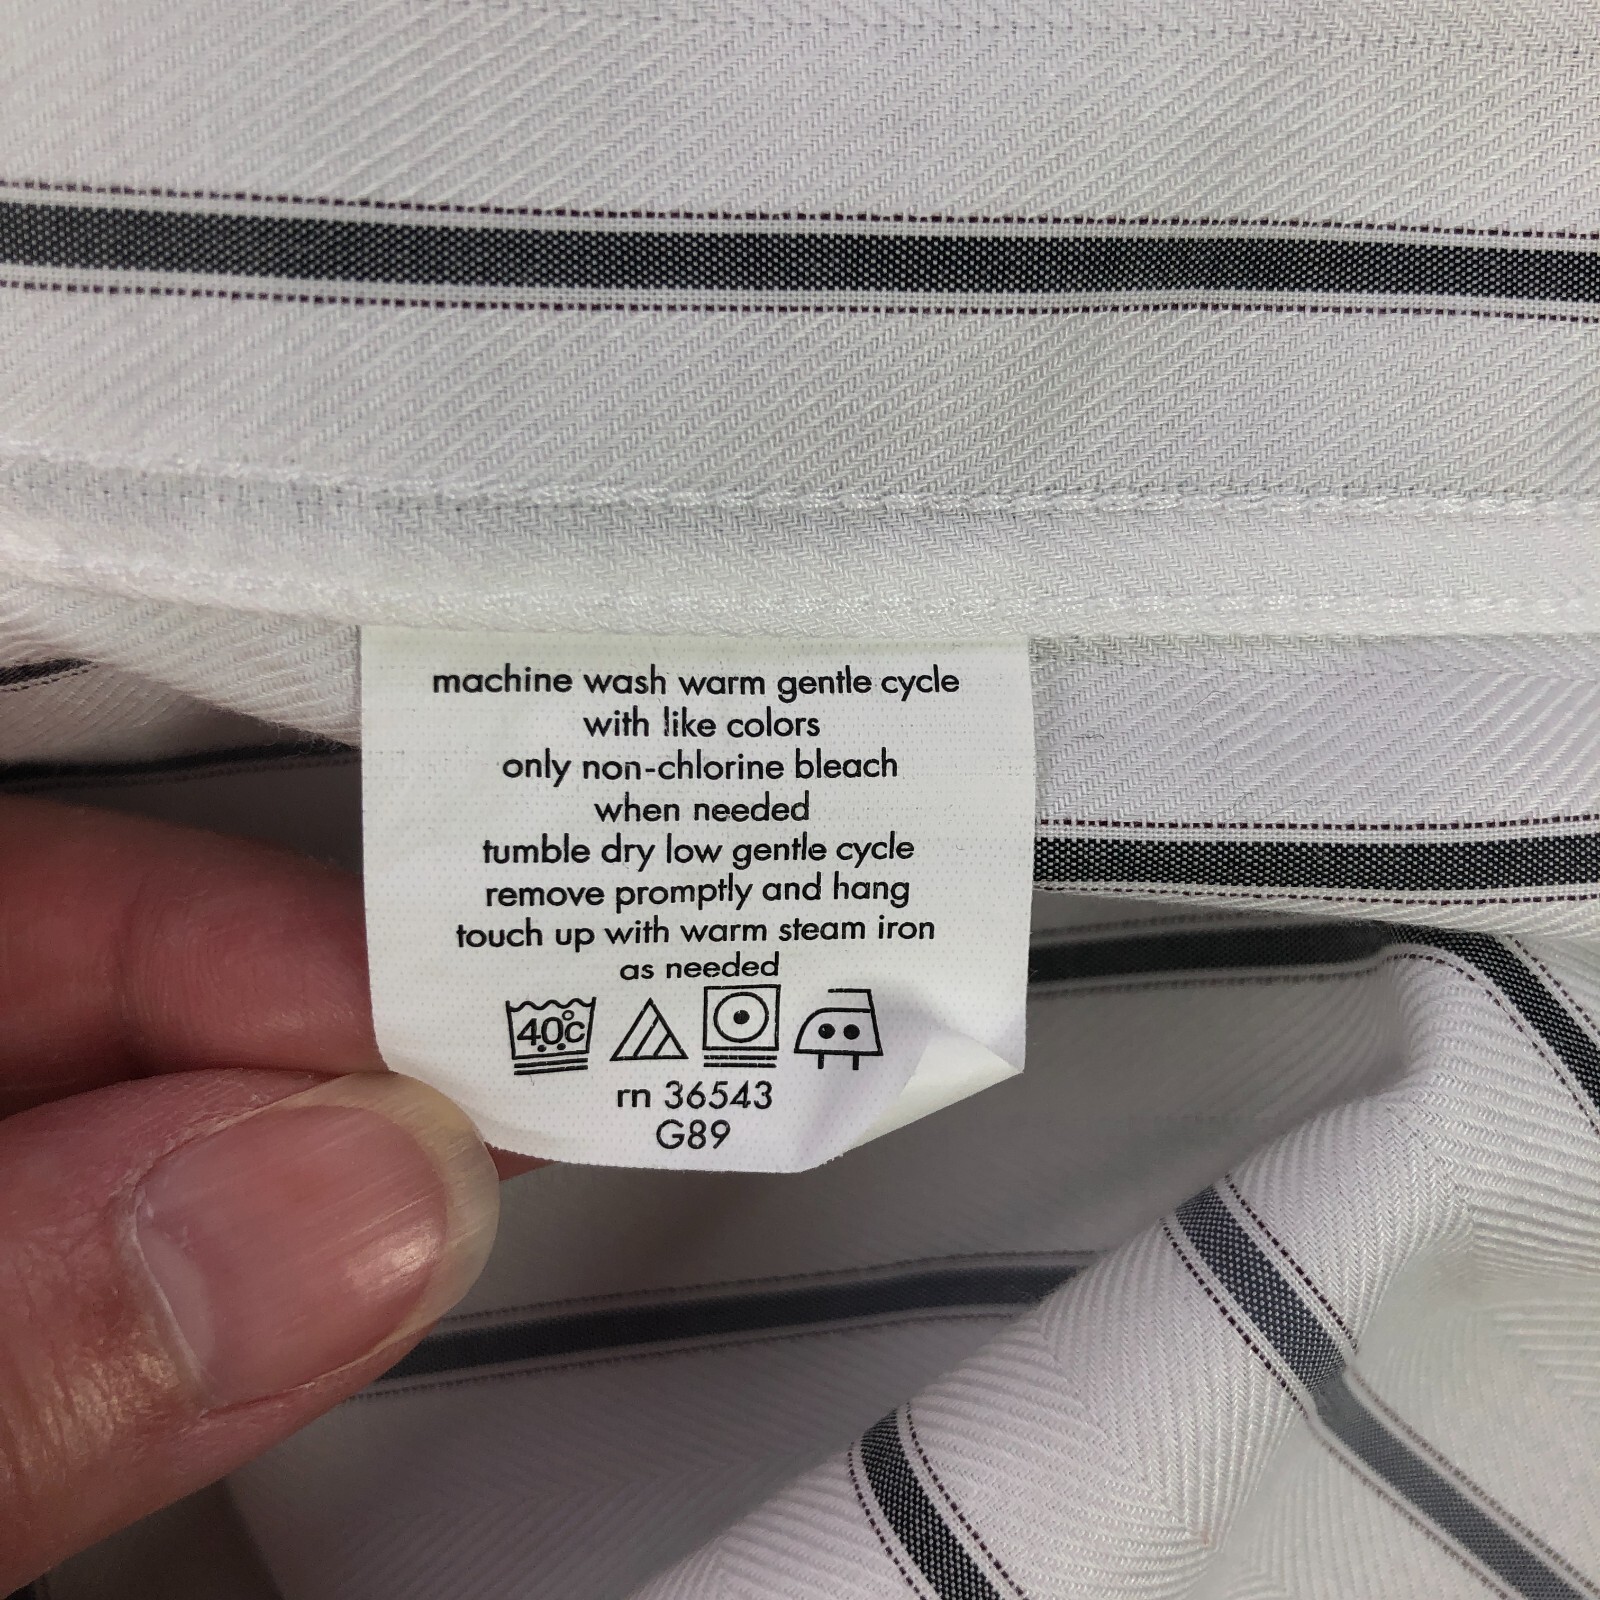 machine wash warm gentle cycle
with like colors
only non-chlorine bleach
when needed
tumble dry low gentle cycle
remove promptly and hang
touch up with warm steam iron
as needed
40°C
rn 36543
G89